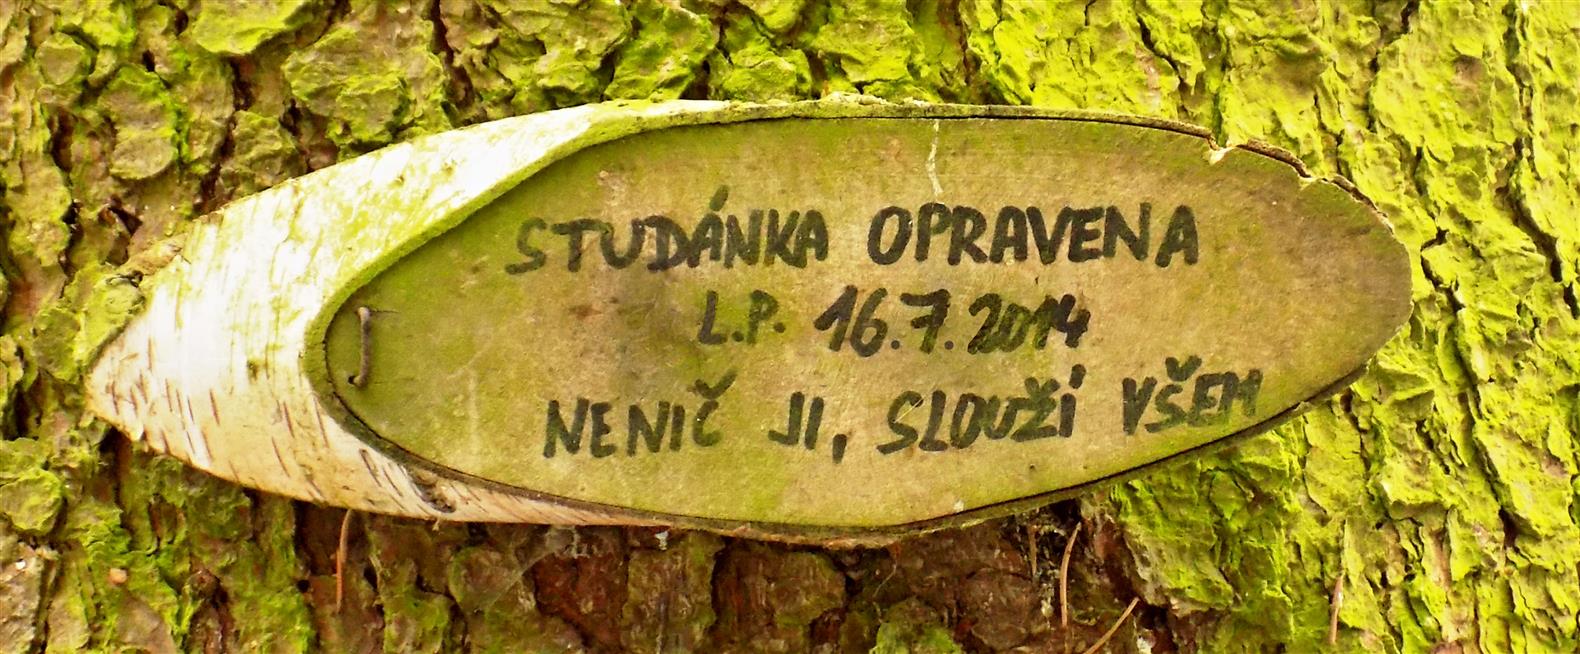 STUDÁNKA OPRAVENA
L.P. 16.7.2014
NENIČ JI, SLOUŽÍ VŠEM